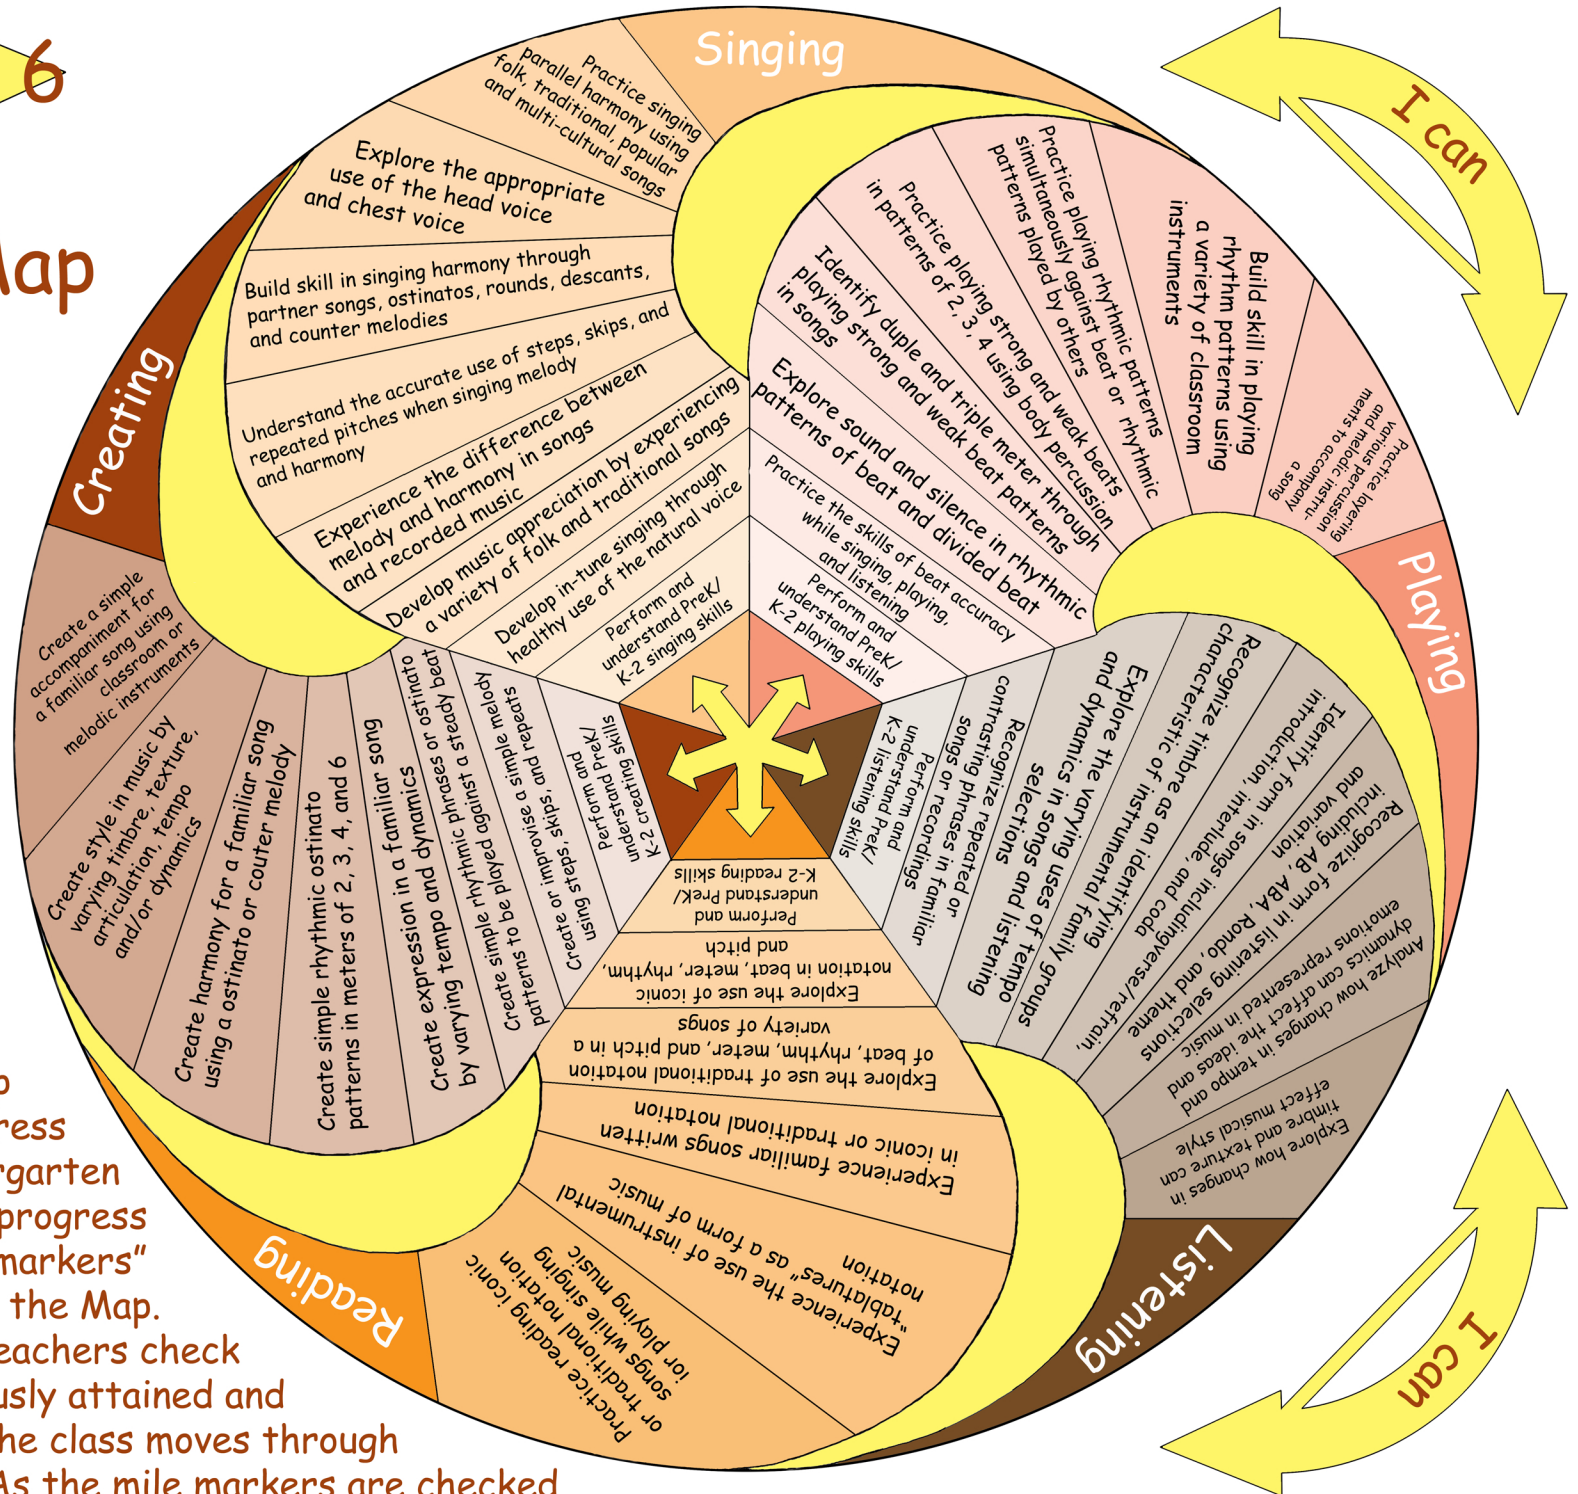 6
Map
Singing
Practice singing
parallel harmony using
folk, traditional, popular
and multi-cultural songs
Explore the appropriate
use of the head voice
and chest voice
Build skill in singing harmony through
partner songs, ostinatos, rounds, descants,
and counter melodies
Understand the accurate use of steps, skips, and
repeated pitches when singing melody
and harmony
Experience the difference between
melody and harmony in songs
and recorded music
Develop music appreciation by experiencing
a variety of folk and traditional songs
Develop in-tune singing through
healthy use of the natural voice
Perform and
understand PreK/
K-2 singing skills
Playing
Practice layering
various percussion
and melodic instru-
ments to accompany
a song
Build skill in playing
rhythm patterns using
a variety of classroom
instruments
Practice playing rhythmic patterns
simultaneously against beat or rhythmic
patterns played by others
Practice playing strong and weak beats
in patterns of 2, 3, 4 using body percussion
Identify duple and triple meter through
playing strong and weak beat patterns
in songs
Explore sound and silence in rhythmic
patterns of beat and divided beat
Practice the skills of beat accuracy
while singing, playing,
and listening
Perform and
understand PreK/
K-2 playing skills
Listening
Explore how changes in
timbre and texture can
effect musical style
Analyze how changes in tempo and
dynamics can affect the ideas and
emotions represented in music
Recognize form in listening selections
including AB, ABA, Rondo, and theme
and variation
Identify form in songs includingverse/refrain,
introduction, interlude, and coda
Recognize timbre as an identifying
characteristic of instrumental family groups
Explore the varying uses of tempo
and dynamics in songs and listening
selections
Recognize repeated or
contrasting phrases in familiar
songs or recordings
Perform and
understand PreK/
K-2 listening skills
Reading
Practice reading iconic
or traditional notation
songs while singing
ior playing music
Experience the use of instrumental
"tablatures" as a form of music
notation
Experience familiar songs written
in iconic or traditional notation
Explore the use of traditional notation
of beat, rhythm, meter, and pitch in a
variety of songs
Explore the use of iconic
notation in beat, meter, rhythm,
and pitch
Perform and
understand PreK/
K-2 reading skills
Creating
Create a simple
accompaniment for
a familiar song using
classroom or
melodic instruments
Create style in music by
varying timbre, texture,
articulation, tempo
and/or dynamics
Create harmony for a familiar song
using a ostinato or couter melody
Create simple rhythmic ostinato
patterns in meters of 2, 3, 4, and 6
Create expression in a familiar song
by varying tempo and dynamics
Create simple rhythmic phrases or ostinato
patterns to be played against a steady beat
Create or improvise a simple melody
using steps, skips, and repeats
Perform and
understand PreK/
K-2 creating skills
I can
I can
progress
markers"
the Map.
eachers check
attained and
he class moves through
As the mile markers are checked